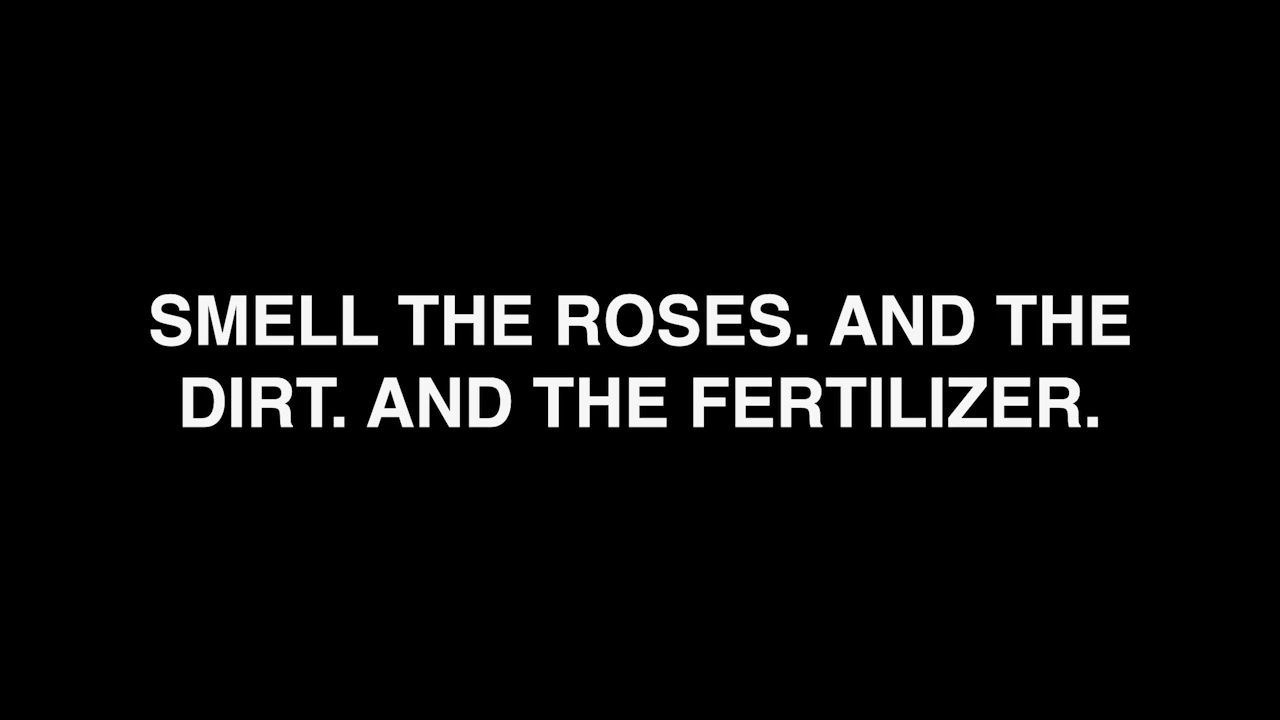 SMELL THE ROSES. AND THE
DIRT. AND THE FERTILIZER.